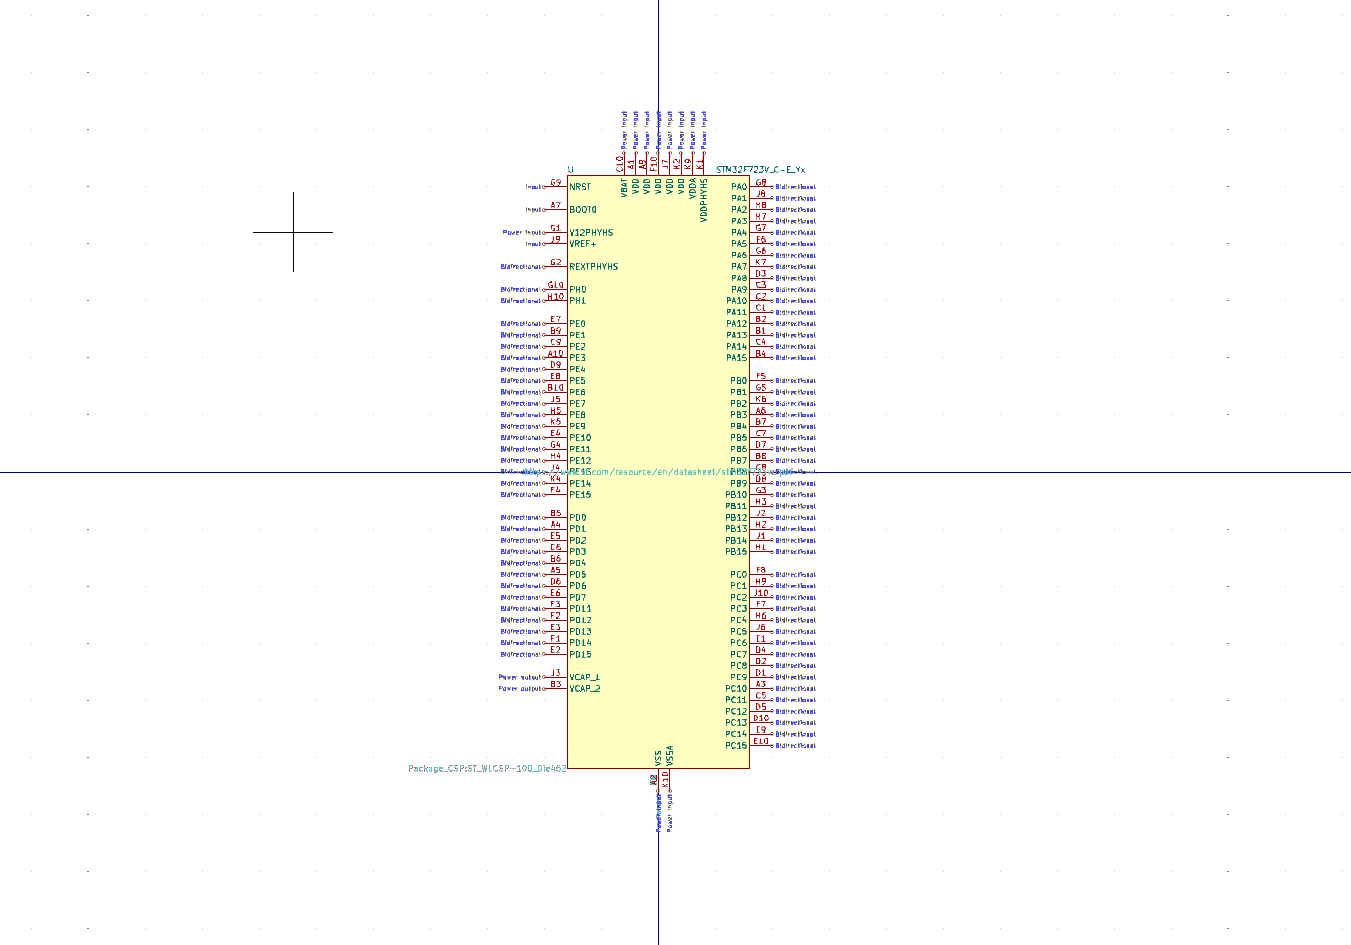 Power input Power input Power input Power input Power input Power input Power input Power input
C10 A1 A8 F10 J7 K2 K9 K1
U STM32F723V_C-E_Yx
VBAT VDD VDD VDD VDD VDD VDDA VDDPHYHS
Input G9 NRST PA0 G8 Bidirectional
PA1 J8 Bidirectional
Input A7 BOOT0 PA2 H8 Bidirectional
PA3 H7 Bidirectional
Power input G1 V12PHYHS PA4 G7 Bidirectional
Input J9 VREF+ PA5 F6 Bidirectional
PA6 G6 Bidirectional
Bidirectional G2 REXTPHYHS PA7 K7 Bidirectional
PA8 D3 Bidirectional
Bidirectional G10 PH0 PA9 C3 Bidirectional
Bidirectional H10 PH1 PA10 C2 Bidirectional
PA11 C1 Bidirectional
Bidirectional E7 PE0 PA12 B2 Bidirectional
Bidirectional B9 PE1 PA13 B1 Bidirectional
Bidirectional C9 PE2 PA14 C4 Bidirectional
Bidirectional A10 PE3 PA15 B4 Bidirectional
Bidirectional D9 PE4
Bidirectional E8 PE5 PB0 F5 Bidirectional
Bidirectional B10 PE6 PB1 G5 Bidirectional
Bidirectional J5 PE7 PB2 K6 Bidirectional
Bidirectional H5 PE8 PB3 A6 Bidirectional
Bidirectional K5 PE9 PB4 B7 Bidirectional
Bidirectional E4 PE10 PB5 C7 Bidirectional
Bidirectional G4 PE11 PB6 D7 Bidirectional
Bidirectional H4 PE12 PB7 B8 Bidirectional
Bidirectional J4 PE13 C8 Bidirectional
Bidirectional K4 PE14 PB9 D8 Bidirectional
Bidirectional F4 PE15 PB10 G3 Bidirectional
PB11 H3 Bidirectional
Bidirectional B5 PD0 PB12 J2 Bidirectional
Bidirectional A4 PD1 PB13 H2 Bidirectional
Bidirectional E5 PD2 PB14 J1 Bidirectional
Bidirectional C6 PD3 PB15 H1 Bidirectional
Bidirectional B6 PD4
Bidirectional A5 PD5 PC0 F8 Bidirectional
Bidirectional D6 PD6 PC1 H9 Bidirectional
Bidirectional E6 PD7 PC2 J10 Bidirectional
Bidirectional F3 PD11 PC3 F7 Bidirectional
Bidirectional F2 PD12 PC4 H6 Bidirectional
Bidirectional E3 PD13 PC5 J6 Bidirectional
Bidirectional F1 PD14 PC6 E1 Bidirectional
Bidirectional E2 PD15 PC7 D4 Bidirectional
PC8 D2 Bidirectional
Power output J3 VCAP_1 PC9 D1 Bidirectional
Power output B3 VCAP_2 PC10 A3 Bidirectional
PC11 C5 Bidirectional
PC12 D5 Bidirectional
PC13 D10 Bidirectional
PC14 E9 Bidirectional
PC15 E10 Bidirectional
VSS VSSA
Package_CSP:ST_WLCSP-100_Die452
K10
Power input Power input